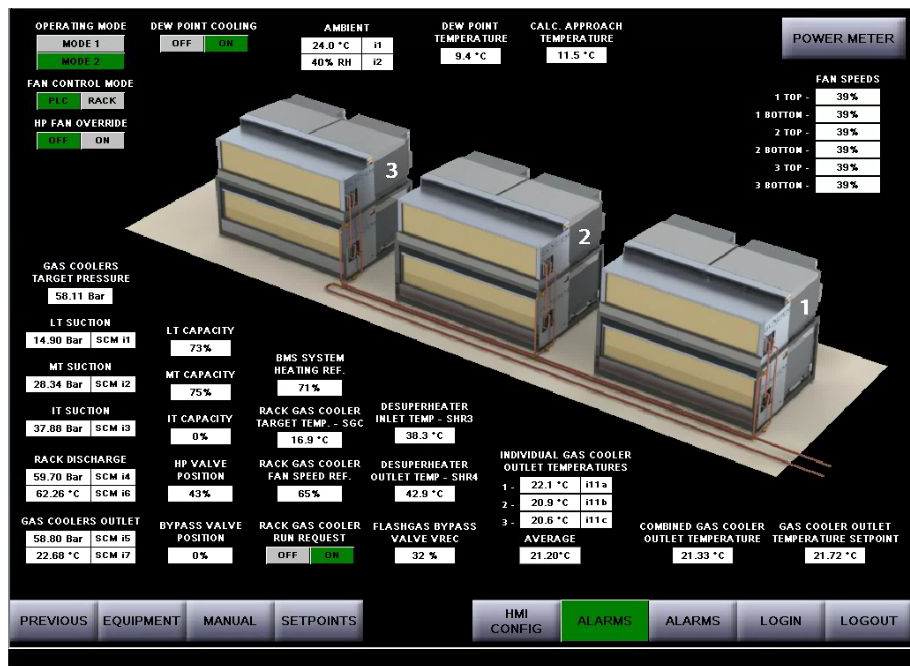 OPERATING MODE
MODE 1
MODE 2
FAN CONTROL MODE
PLC RACK
HP FAN OVERRIDE
OFF ON
DEW POINT COOLING
OFF ON
AMBIENT
24.0 °C i1
40% RH i2
DEW POINT
TEMPERATURE
9.4 °C
CALC. APPROACH
TEMPERATURE
11.5 °C
POWER METER
FAN SPEEDS
1 TOP - 39%
1 BOTTOM - 39%
2 TOP - 39%
2 BOTTOM - 39%
3 TOP - 39%
3 BOTTOM - 39%
3
2
1
GAS COOLERS
TARGET PRESSURE
58.11 Bar
LT SUCTION
14.90 Bar SCM i1
MT SUCTION
28.34 Bar SCM i2
IT SUCTION
37.88 Bar SCM i3
RACK DISCHARGE
59.70 Bar SCM i4
62.26 °C SCM i6
GAS COOLERS OUTLET
58.80 Bar SCM i5
22.68 °C SCM i7
LT CAPACITY
73%
MT CAPACITY
75%
IT CAPACITY
0%
HP VALVE
POSITION
43%
BYPASS VALVE
POSITION
0%
BMS SYSTEM
HEATING REF.
71%
RACK GAS COOLER
TARGET TEMP. - SGC
16.9 °C
RACK GAS COOLER
FAN SPEED REF.
65%
RACK GAS COOLER
RUN REQUEST
OFF ON
DESUPERHEATER
INLET TEMP - SHR3
38.3 °C
DESUPERHEATER
OUTLET TEMP - SHR4
42.9 °C
FLASHGAS BYPASS
VALVE VREC
32 %
INDIVIDUAL GAS COOLER
OUTLET TEMPERATURES
1 - 22.1 °C i11a
2 - 20.9 °C i11b
3 - 20.6 °C i11c
AVERAGE
21.20°C
COMBINED GAS COOLER
OUTLET TEMPERATURE
21.33 °C
GAS COOLER OUTLET
TEMPERATURE SETPOINT
21.72 °C
PREVIOUS EQUIPMENT MANUAL SETPOINTS HMI CONFIG ALARMS ALARMS LOGIN LOGOUT